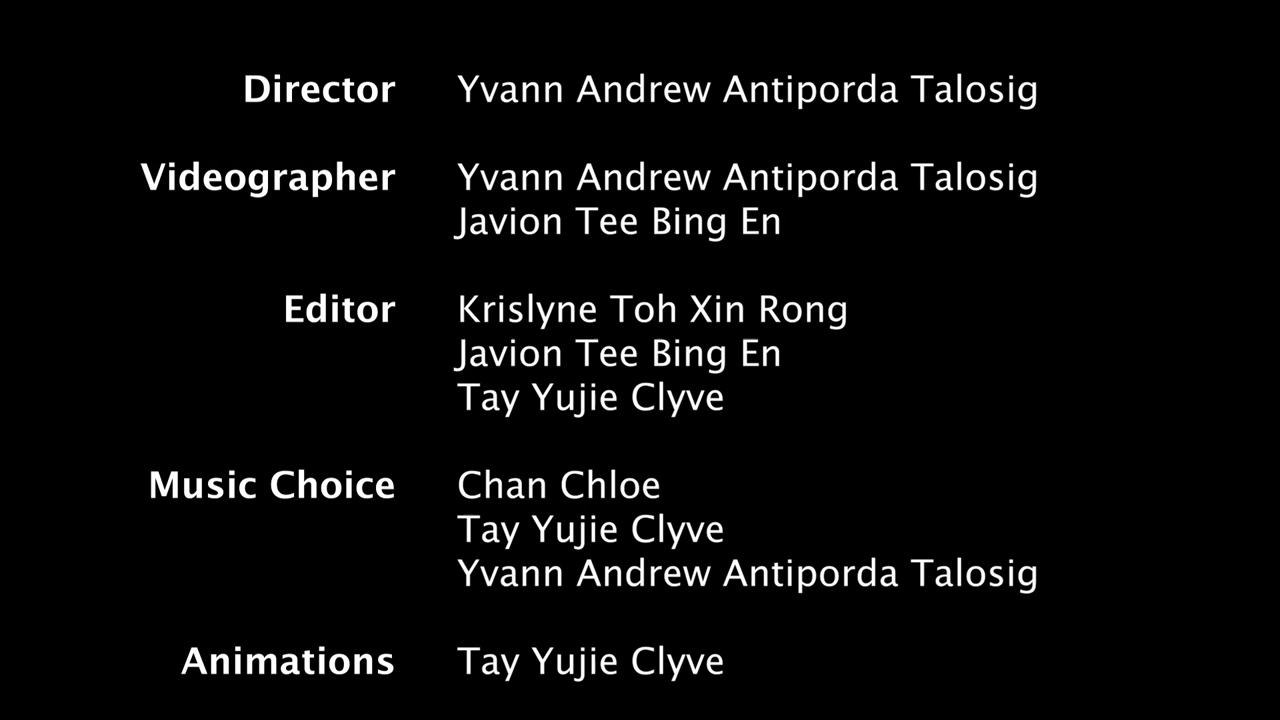 Director Yvann Andrew Antiporda Talosig
Videographer Yvann Andrew Antiporda Talosig
Javion Tee Bing En
Editor Krislyne Toh Xin Rong
Javion Tee Bing En
Tay Yujie Clyve
Music Choice Chan Chloe
Tay Yujie Clyve
Yvann Andrew Antiporda Talosig
Animations Tay Yujie Clyve